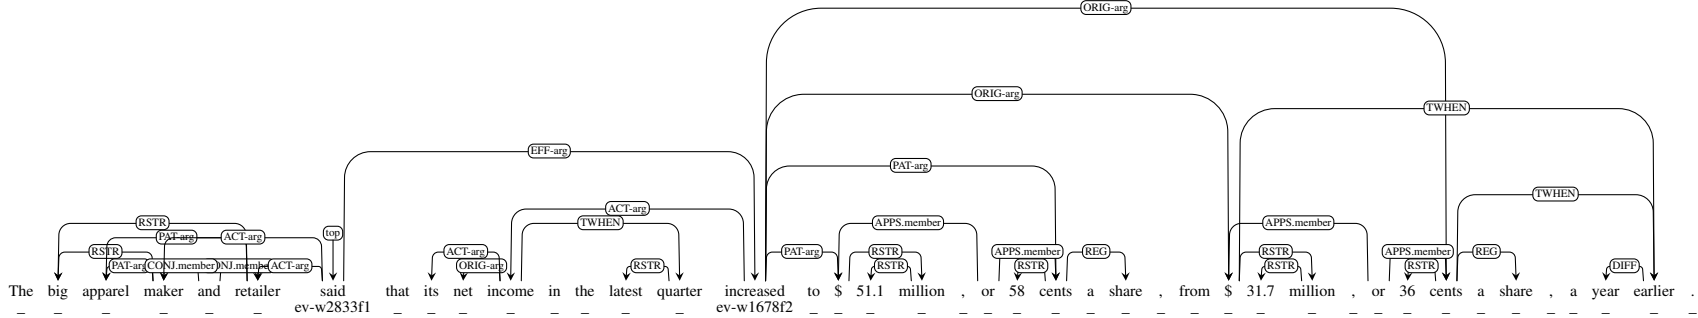 ORIG-arg
ORIG-arg
TWHEN
EFF-arg
PAT-arg
TWHEN
ACT-arg
RSTR TWHEN APPS.member APPS.member
PAT-arg ACT-arg top
RSTR ACT-arg PAT-arg RSTR APPS.member REG RSTR APPS.member REG
PAT-arg CONJ.member ACT-arg ORIG-arg RSTR RSTR RSTR RSTR RSTR DIFF
The big apparel maker and retailer said that its net income in the latest quarter increased to $ 51.1 million , or 58 cents a share , from $ 31.7 million , or 36 cents a share , a year earlier .
_ _ _ _ _ _ ev-w2833f1 _ _ _ _ _ _ _ _ ev-w1678f2 _ _ _ _ _ _ _ _ _ _ _ _ _ _ _ _ _ _ _ _ _ _ _ _ _ _